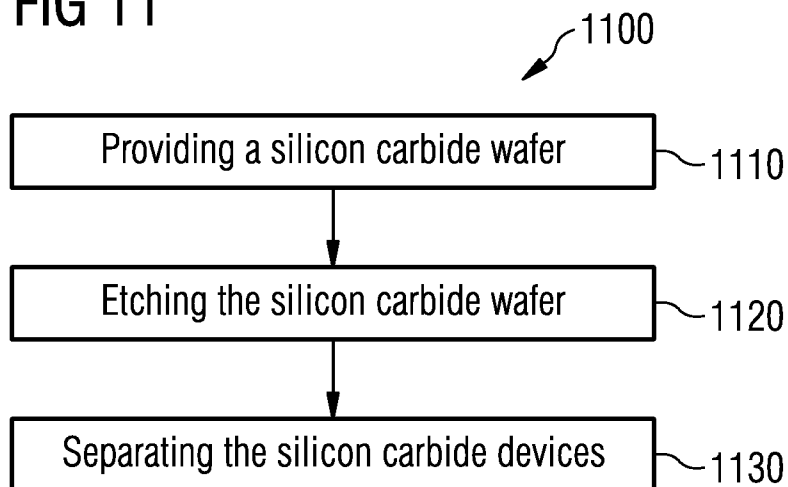 FIG 11
1100
Providing a silicon carbide wafer
1110
Etching the silicon carbide wafer
1120
Separating the silicon carbide devices
1130